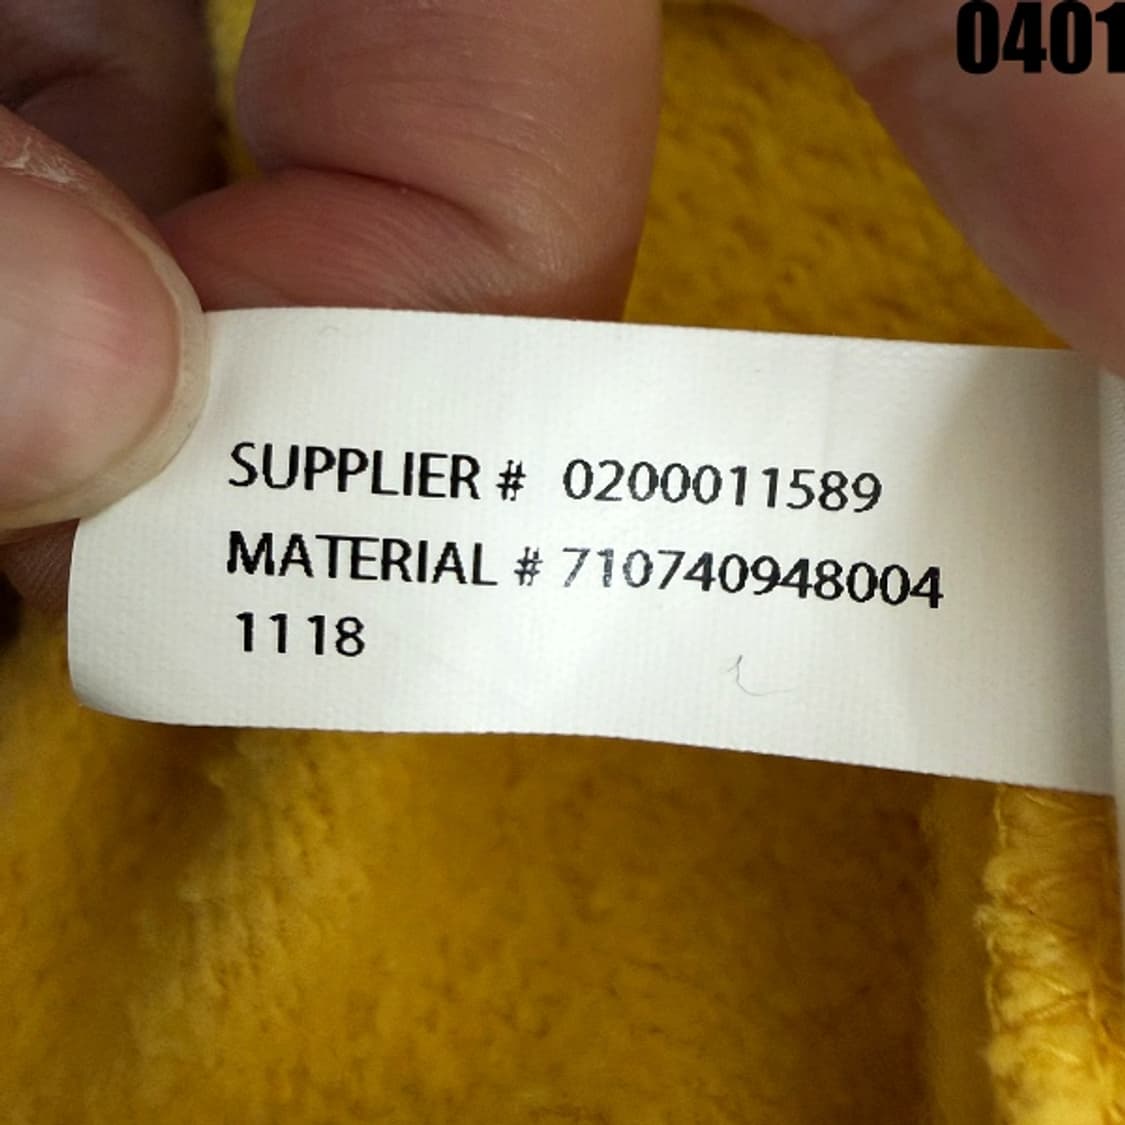 0401
SUPPLIER # 0200011589
MATERIAL # 710740948004
1118